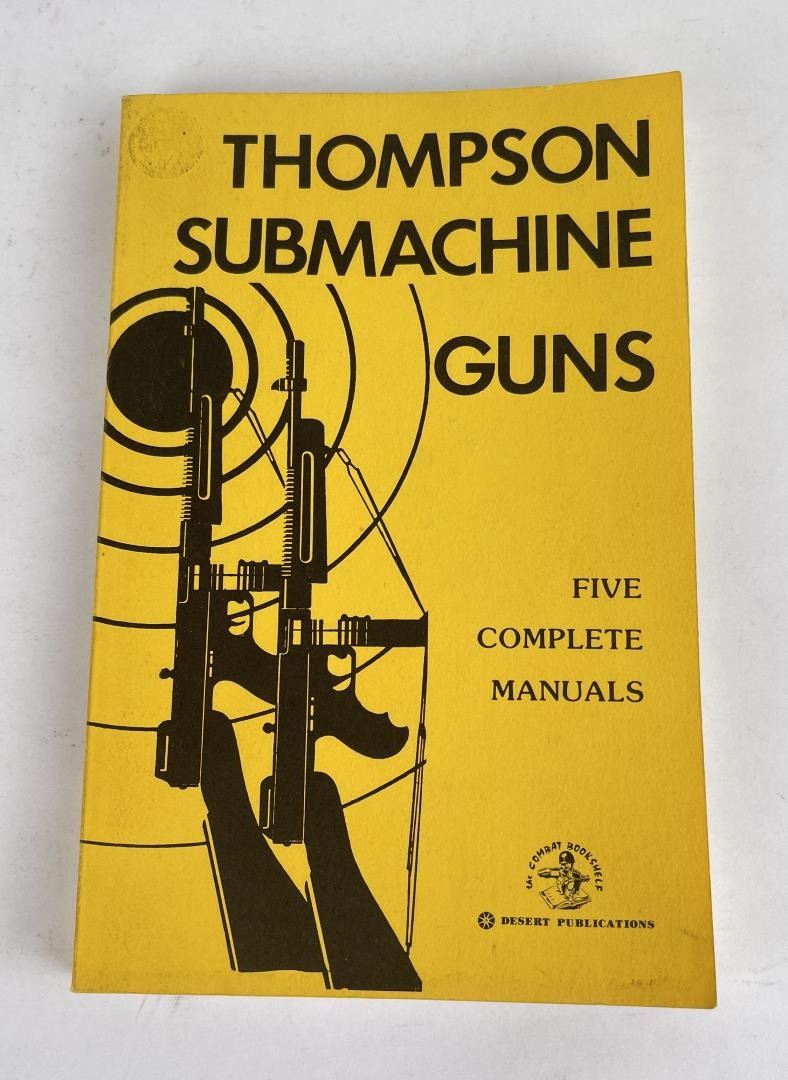 THOMPSON
SUBMACHINE
GUNS
FIVE
COMPLETE
MANUALS
the COMBAT BOOKSHELF
DESERT PUBLICATIONS